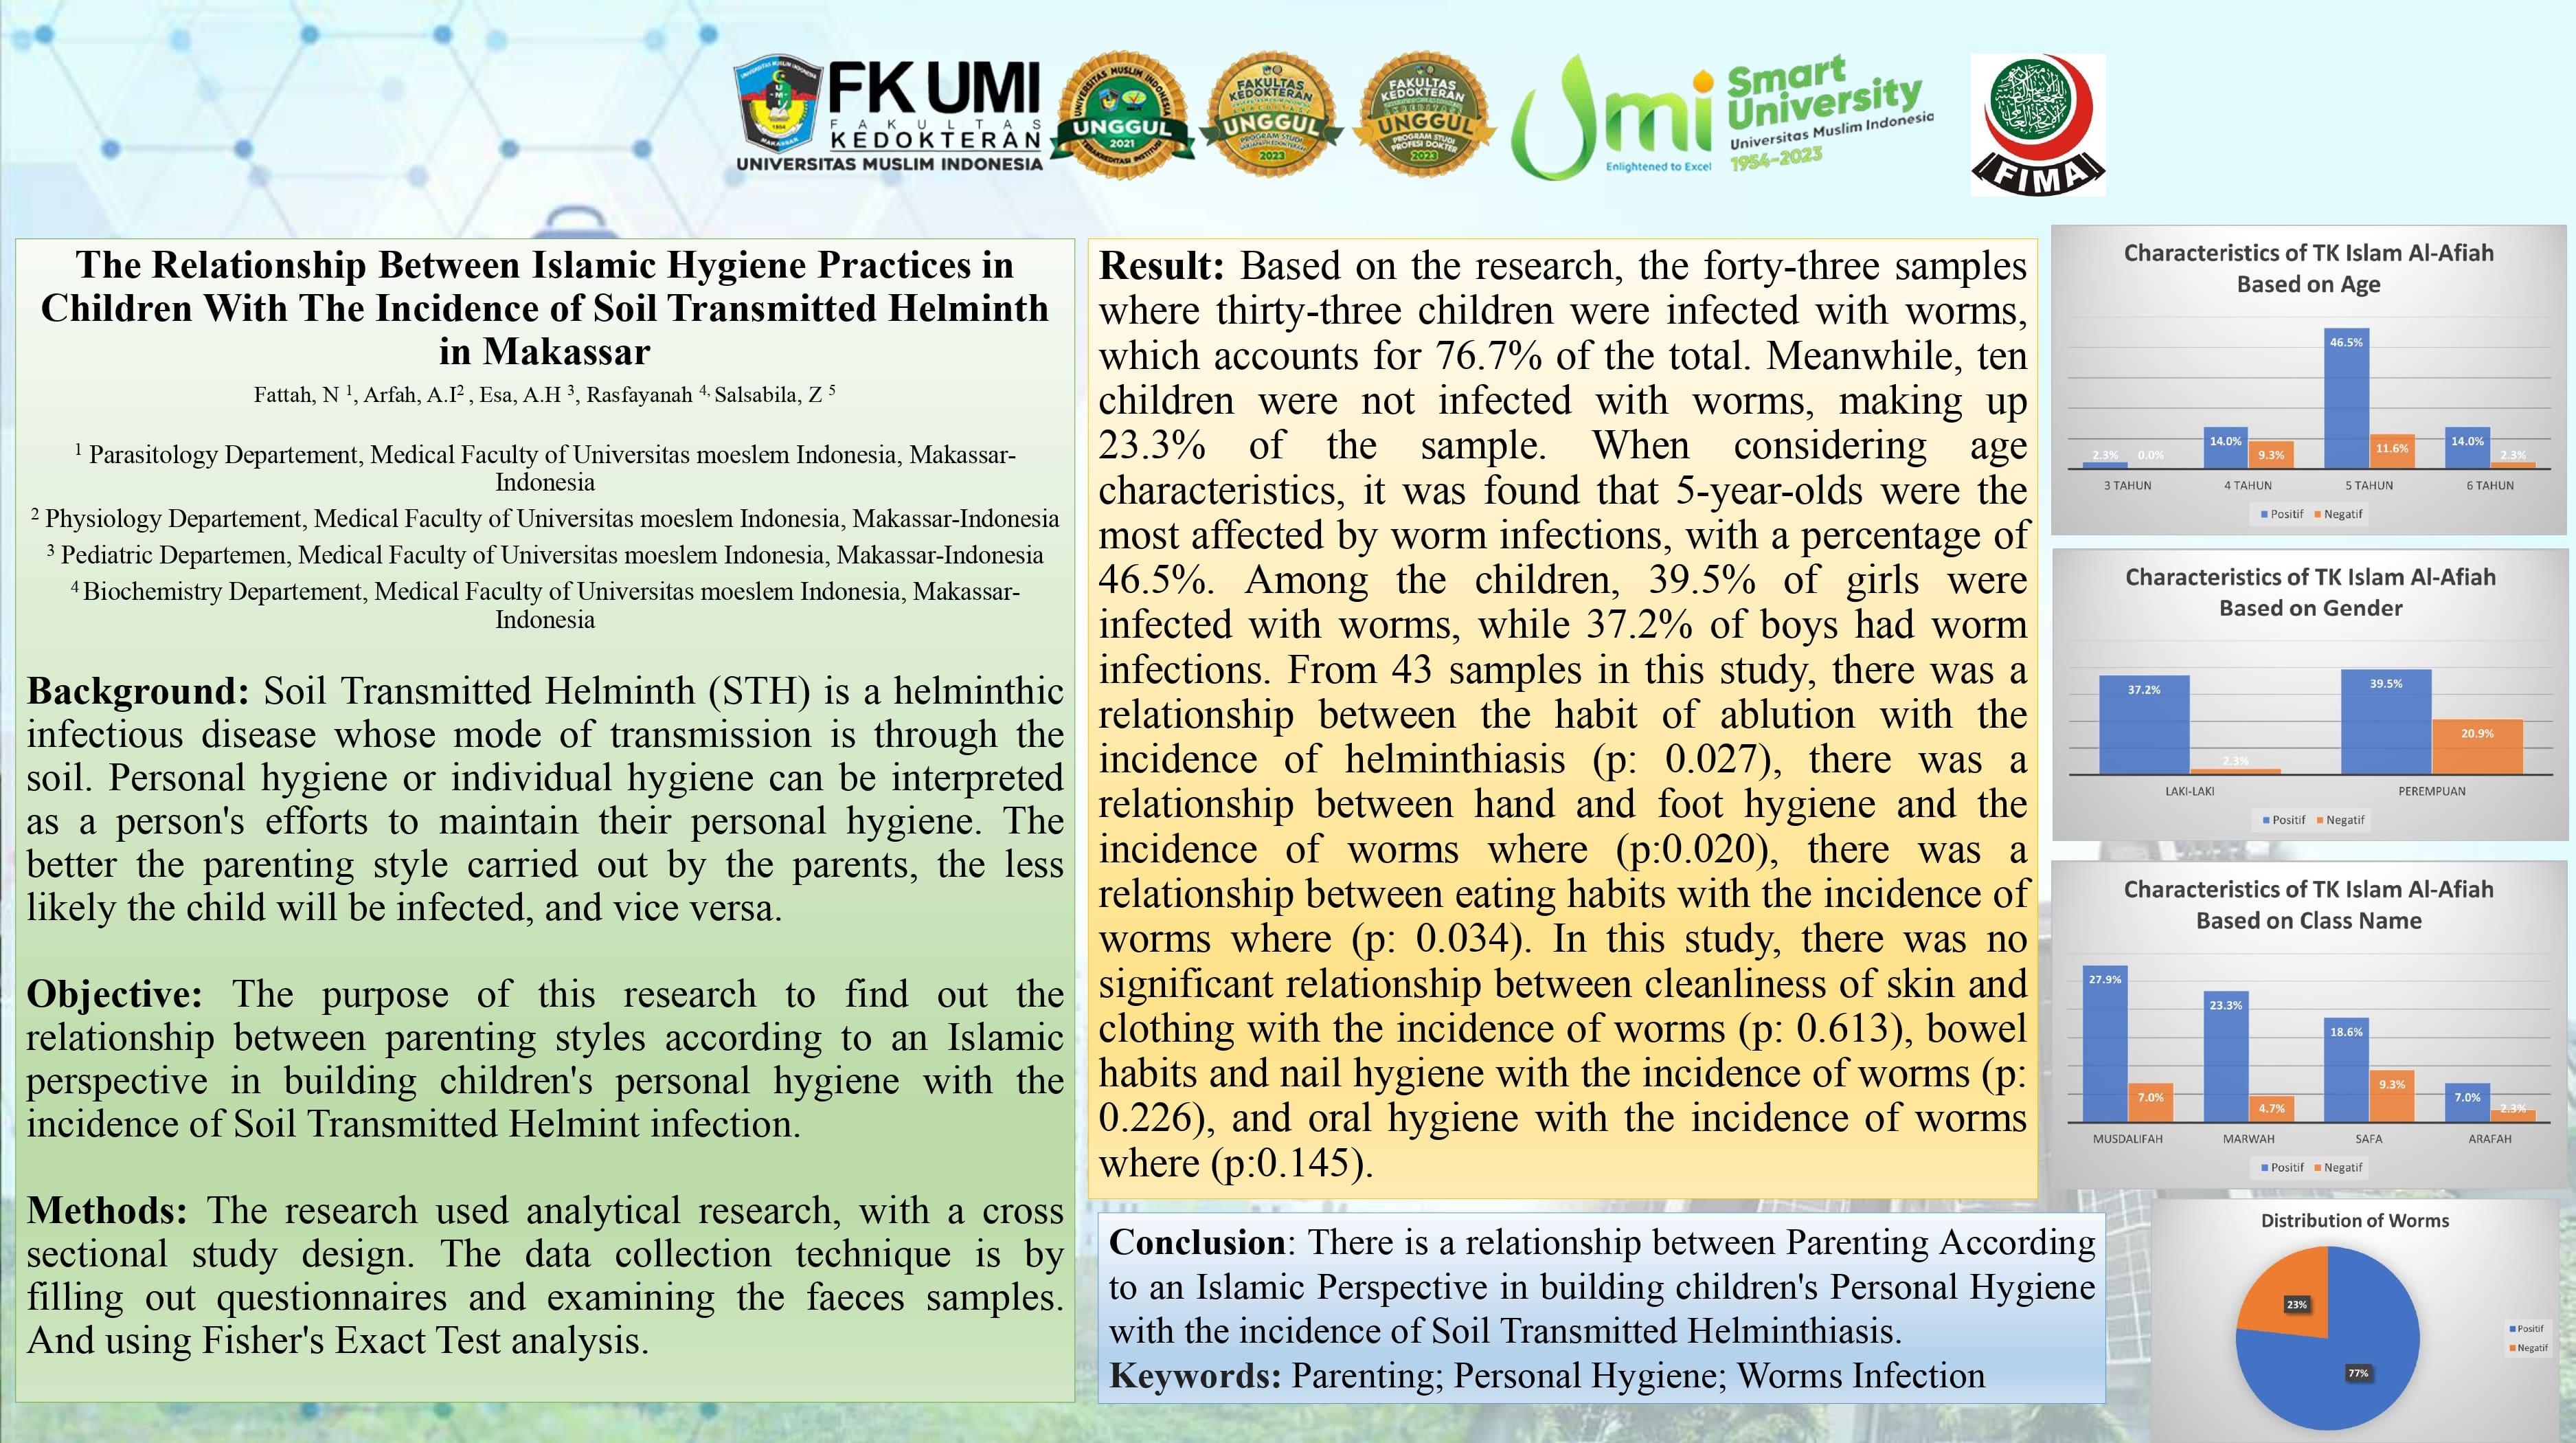 FK UMI
FAKULTAS
KEDOKTERAN
UNIVERSITAS MUSLIM INDONESIA
UNIVERSITAS MUSLIM INDONESIA
UNGGUL
2021
TERAKREDITASI INSTITUSI
FAKULTAS
KEDOKTERAN
UNGGUL
PROGRAM STUDI
2023
FAKULTAS
KEDOKTERAN
UNGGUL
PROGRAM STUDI
PROFESI DOKTER
2023
Umi
Enlightened to Excel
Smart
University
Universitas Muslim Indonesia
1954-2023
FIMA
The Relationship Between Islamic Hygiene Practices in
Children With The Incidence of Soil Transmitted Helminth
in Makassar
Fattah, N 1, Arfah, A.I2 , Esa, A.H 3, Rasfayanah 4, Salsabila, Z 5
1 Parasitology Departement, Medical Faculty of Universitas moeslem Indonesia, Makassar-
Indonesia
2 Physiology Departement, Medical Faculty of Universitas moeslem Indonesia, Makassar-Indonesia
3 Pediatric Departemen, Medical Faculty of Universitas moeslem Indonesia, Makassar-Indonesia
4 Biochemistry Departement, Medical Faculty of Universitas moeslem Indonesia, Makassar-
Indonesia
Background: Soil Transmitted Helminth (STH) is a helminthic
infectious disease whose mode of transmission is through the
soil. Personal hygiene or individual hygiene can be interpreted
as a person's efforts to maintain their personal hygiene. The
better the parenting style carried out by the parents, the less
likely the child will be infected, and vice versa.
Objective: The purpose of this research to find out the
relationship between parenting styles according to an Islamic
perspective in building children's personal hygiene with the
incidence of Soil Transmitted Helmint infection.
Methods: The research used analytical research, with a cross
sectional study design. The data collection technique is by
filling out questionnaires and examining the faeces samples.
And using Fisher's Exact Test analysis.
Result: Based on the research, the forty-three samples
where thirty-three children were infected with worms,
which accounts for 76.7% of the total. Meanwhile, ten
children were not infected with worms, making up
23.3% of the sample. When considering age
characteristics, it was found that 5-year-olds were the
most affected by worm infections, with a percentage of
46.5%. Among the children, 39.5% of girls were
infected with worms, while 37.2% of boys had worm
infections. From 43 samples in this study, there was a
relationship between the habit of ablution with the
incidence of helminthiasis (p: 0.027), there was a
relationship between hand and foot hygiene and the
incidence of worms where (p:0.020), there was a
relationship between eating habits with the incidence of
worms where (p: 0.034). In this study, there was no
significant relationship between cleanliness of skin and
clothing with the incidence of worms (p: 0.613), bowel
habits and nail hygiene with the incidence of worms (p:
0.226), and oral hygiene with the incidence of worms
where (p:0.145).
Conclusion: There is a relationship between Parenting According
to an Islamic Perspective in building children's Personal Hygiene
with the incidence of Soil Transmitted Helminthiasis.
Keywords: Parenting; Personal Hygiene; Worms Infection
Characteristics of TK Islam Al-Afiah
Based on Age
46.5%
14.0% 11.6% 14.0%
2.3% 0.0% 9.3% 2.3%
3 TAHUN 4 TAHUN 5 TAHUN 6 TAHUN
Positif Negatif
Characteristics of TK Islam Al-Afiah
Based on Gender
37.2% 39.5%
2.3% 20.9%
LAKI-LAKI PEREMPUAN
Positif Negatif
Characteristics of TK Islam Al-Afiah
Based on Class Name
27.9% 23.3% 18.6%
7.0% 4.7% 9.3% 7.0% 2.3%
MUSDALIFAH MARWAH SAFA ARAFAH
Positif Negatif
Distribution of Worms
23%
77%
Positif
Negatif